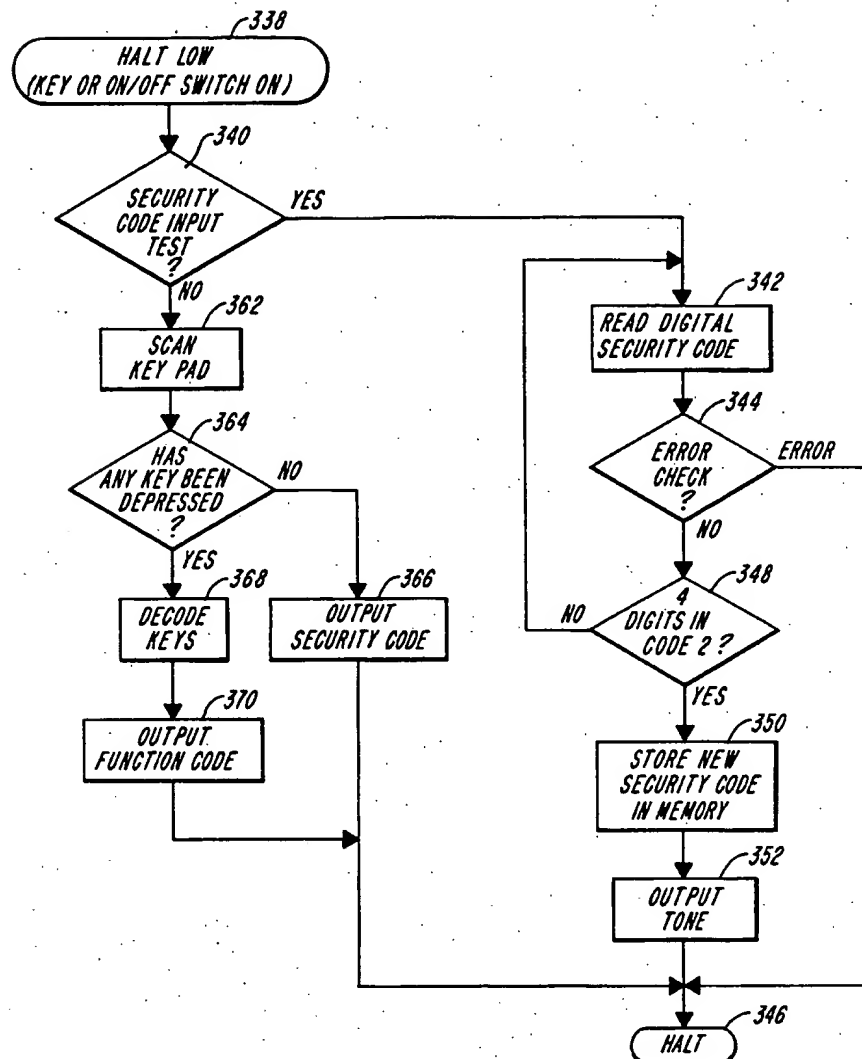 338
HALT LOW
(KEY OR ON/OFF SWITCH ON)
340
SECURITY
CODE INPUT
TEST
?
YES
NO
362
SCAN
KEY PAD
364
HAS
ANY KEY BEEN
DEPRESSED
?
NO
YES
368
DECODE
KEYS
366
OUTPUT
SECURITY CODE
370
OUTPUT
FUNCTION CODE
342
READ DIGITAL
SECURITY CODE
344
ERROR
CHECK
?
ERROR
NO
348
4
DIGITS IN
CODE 2 ?
NO
YES
350
STORE NEW
SECURITY CODE
IN MEMORY
352
OUTPUT
TONE
346
HALT